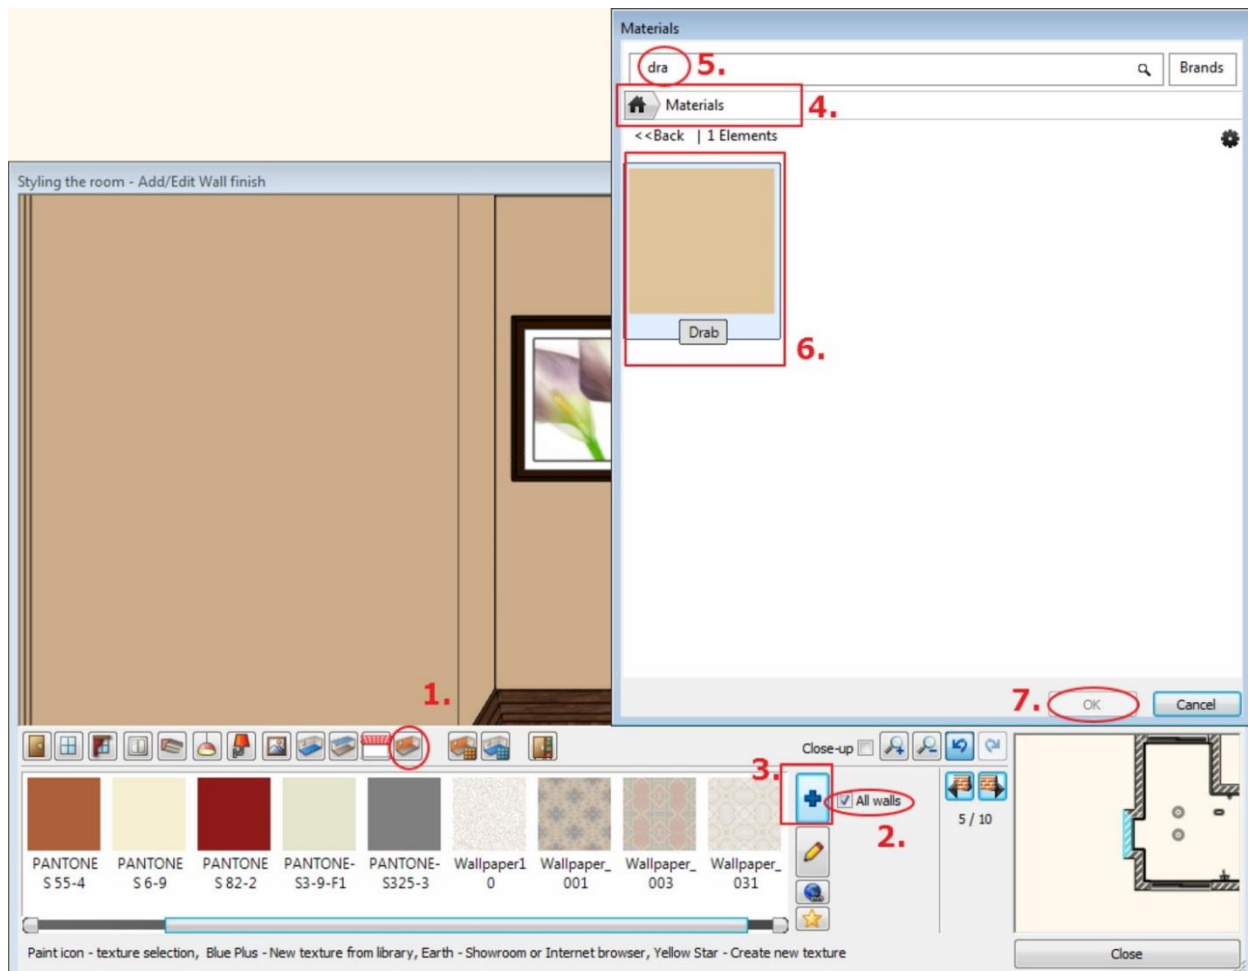 Materials
dra
5.
Brands
Materials
4.
<<Back | 1 Elements
Drab
6.
7.
OK
Cancel
Styling the room - Add/Edit Wall finish
1.
Close-up
3.
All walls
2.
5 / 10
PANTONE
S 55-4
PANTONE
S 6-9
PANTONE
S 82-2
PANTONE-
S3-9-F1
PANTONE-
S325-3
Wallpaper1
0
Wallpaper_
001
Wallpaper_
003
Wallpaper_
031
Paint icon - texture selection, Blue Plus - New texture from library, Earth - Showroom or Internet browser, Yellow Star - Create new texture
Close